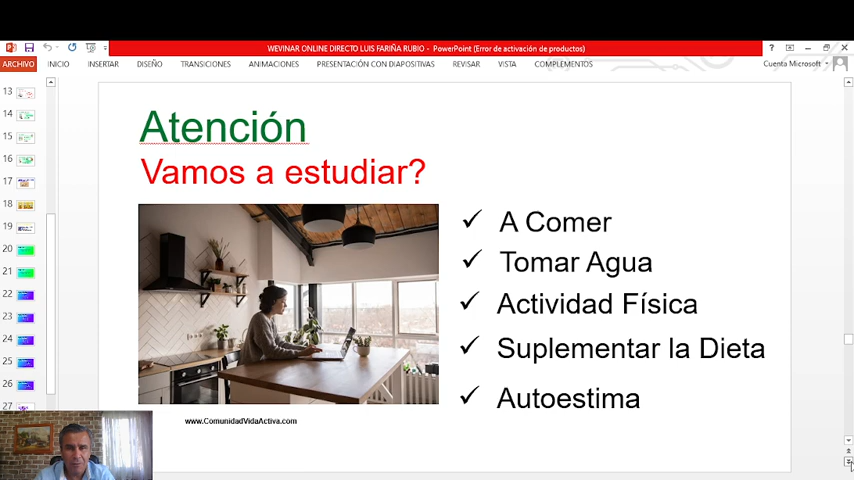 WEVINAR ONLINE DIRECTO LUIS FARIÑA RUBIO - PowerPoint (Error de activación de productos)
ARCHIVO INICIO INSERTAR DISEÑO TRANSICIONES ANIMACIONES PRESENTACIÓN CON DIAPOSITIVAS REVISAR VISTA COMPLEMENTOS Cuenta Microsoft
13
14
15
16
17
18
19
20
21
22
23
24
25
26
27
Atención
Vamos a estudiar?
✓ A Comer
✓ Tomar Agua
✓ Actividad Física
✓ Suplementar la Dieta
✓ Autoestima
www.ComunidadVidaActiva.com